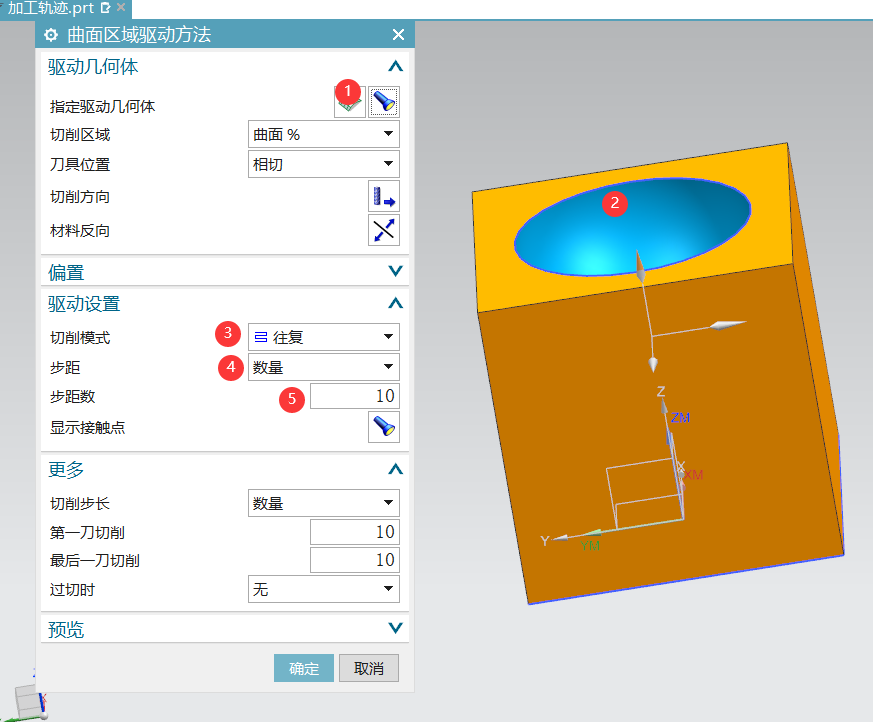 加工轨迹.prt
曲面区域驱动方法
驱动几何体
指定驱动几何体 1
切削区域 曲面 %
刀具位置 相切
切削方向
材料反向
偏置
驱动设置
切削模式 3 往复
步距 4 数量
步距数 5 10
显示接触点
更多
切削步长 数量
第一刀切削 10
最后一刀切削 10
过切时 无
预览
确定 取消
2
Z
ZM
X
XM
Y
YM